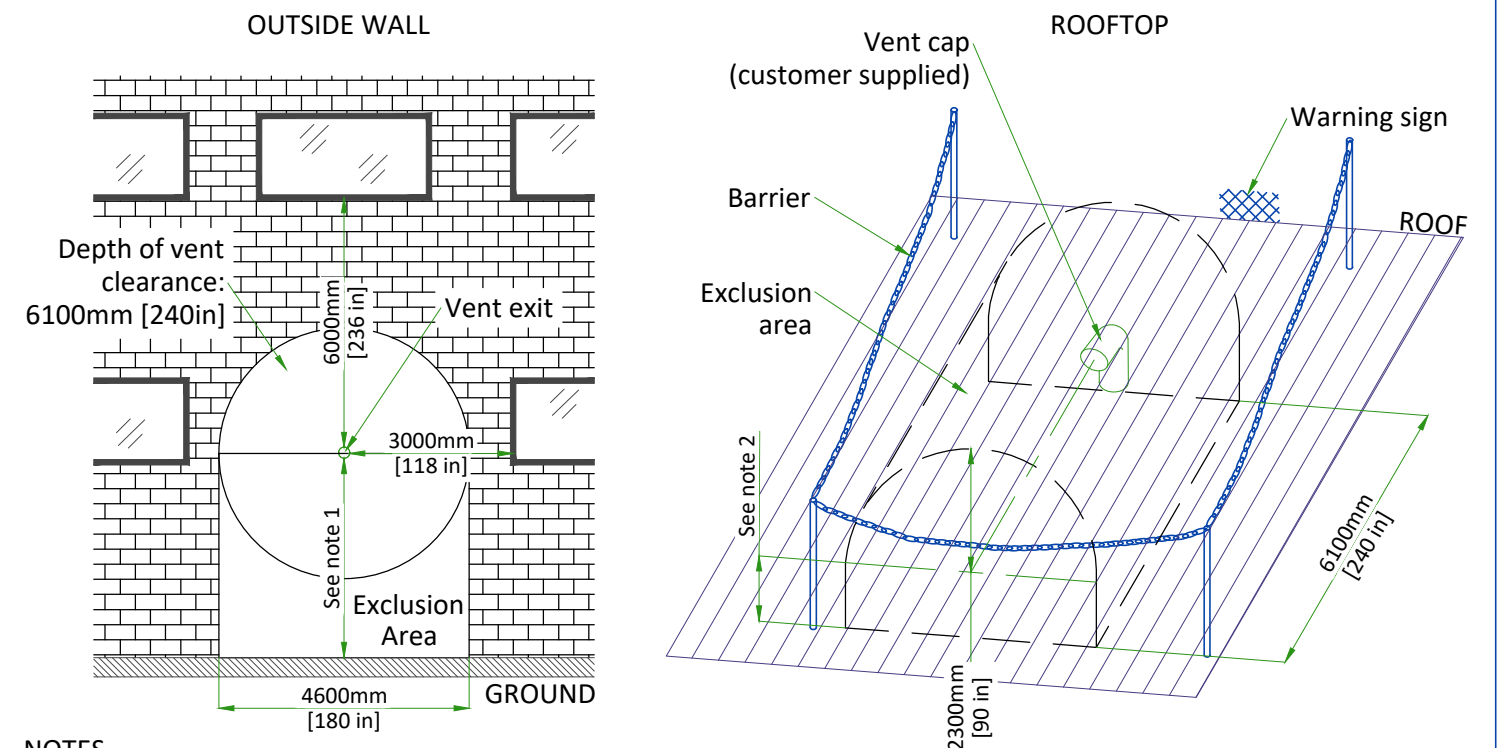 OUTSIDE WALL
Depth of vent
clearance:
6100mm [240in]
6000mm
[236 in]
Vent exit
3000mm
[118 in]
See note 1
Exclusion
Area
4600mm
[180 in]
GROUND
ROOFTOP
Vent cap
(customer supplied)
Warning sign
Barrier
ROOF
Exclusion
area
See note 2
6100mm
[240 in]
2300mm
[90 in]
NOTES